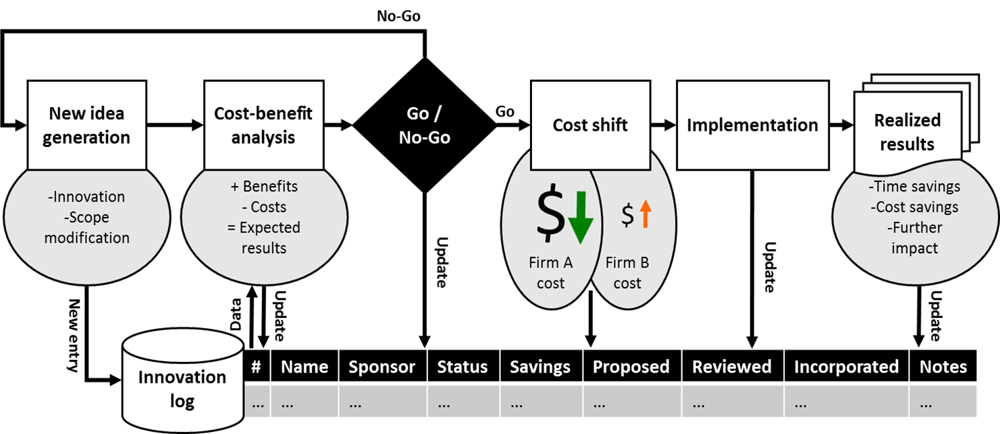 No-Go
New idea
generation
Cost-benefit
analysis
Go /
No-Go
Go
Cost shift
Implementation
Realized
results
-Innovation
-Scope
modification
+ Benefits
- Costs
= Expected
results
$
Firm A
cost
$
Firm B
cost
-Time savings
-Cost savings
-Further
impact
New entry
Data
Update
Update
Update
Update
Innovation
log
# Name Sponsor Status Savings Proposed Reviewed Incorporated Notes
... ... ... ... ... ... ... ... ...